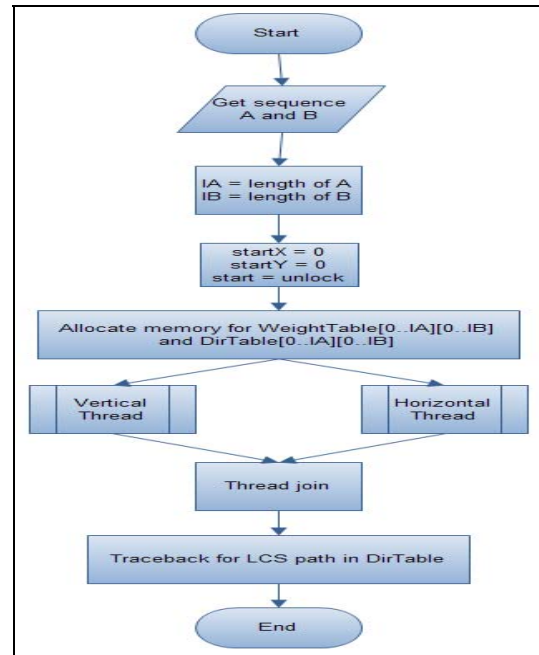 Start
Get sequence
A and B
lA = length of A
lB = length of B
startX = 0
startY = 0
start = unlock
Allocate memory for WeightTable[0..lA][0..lB]
and DirTable[0..lA][0..lB]
Vertical
Thread
Horizontal
Thread
Thread join
Traceback for LCS path in DirTable
End